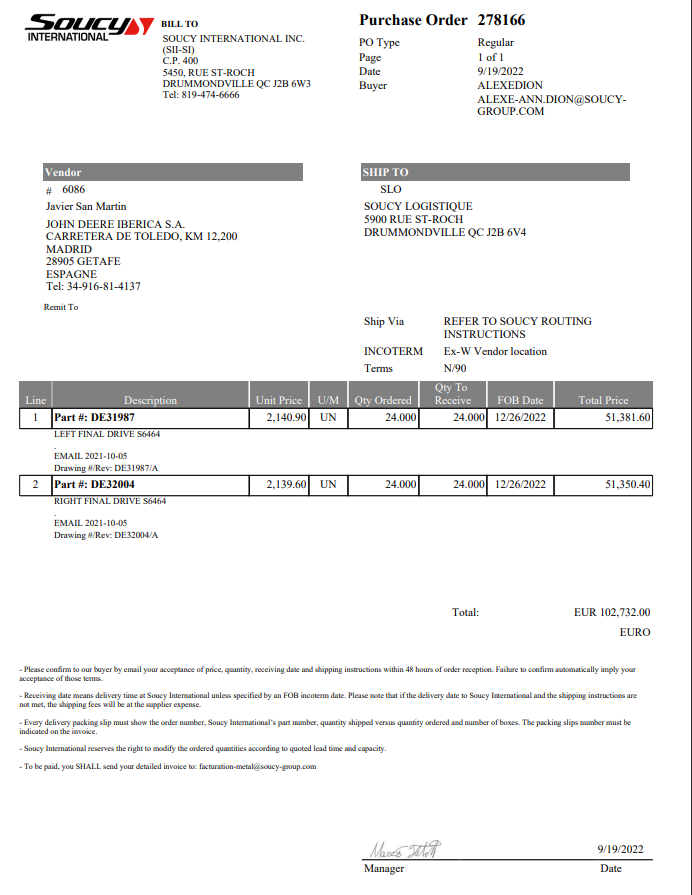 Soucy
INTERNATIONAL
BILL TO
SOUCY INTERNATIONAL INC.
(SII-SI)
C.P. 400
5450, RUE ST-ROCH
DRUMMONDVILLE QC J2B 6W3
Tel: 819-474-6666
Purchase Order 278166
PO Type Regular
Page 1 of 1
Date 9/19/2022
Buyer ALEXEDION
ALEXE-ANN.DION@SOUCY-
GROUP.COM
Vendor
# 6086
Javier San Martin
JOHN DEERE IBERICA S.A.
CARRETERA DE TOLEDO, KM 12,200
MADRID
28905 GETAFE
ESPAGNE
Tel: 34-916-81-4137
Remit To
SHIP TO
SLO
SOUCY LOGISTIQUE
5900 RUE ST-ROCH
DRUMMONDVILLE QC J2B 6V4
Ship Via REFER TO SOUCY ROUTING
INSTRUCTIONS
INCOTERM Ex-W Vendor location
Terms N/90
Line Description Unit Price U/M Qty Ordered Qty To Receive FOB Date Total Price
1 Part #: DE31987 2,140.90 UN 24.000 24.000 12/26/2022 51,381.60
LEFT FINAL DRIVE S6464
.
EMAIL 2021-10-05
Drawing #/Rev: DE31987/A
2 Part #: DE32004 2,139.60 UN 24.000 24.000 12/26/2022 51,350.40
RIGHT FINAL DRIVE S6464
.
EMAIL 2021-10-05
Drawing #/Rev: DE32004/A
Total: EUR 102,732.00
EURO
- Please confirm to our buyer by email your acceptance of price, quantity, receiving date and shipping instructions within 48 hours of order reception. Failure to confirm automatically imply your
acceptance of those terms.
- Receiving date means delivery time at Soucy International unless specified by an FOB incoterm date. Please note that if the delivery date to Soucy International and the shipping instructions are
not met, the shipping fees will be at the supplier expense.
- Every delivery packing slip must show the order number, Soucy International's part number, quantity shipped versus quantity ordered and number of boxes. The packing slips number must be
indicated on the invoice.
- Soucy International reserves the right to modify the ordered quantities according to quoted lead time and capacity.
- To be paid, you SHALL send your detailed invoice to: facturation-metal@soucy-group.com
9/19/2022
Manager Date